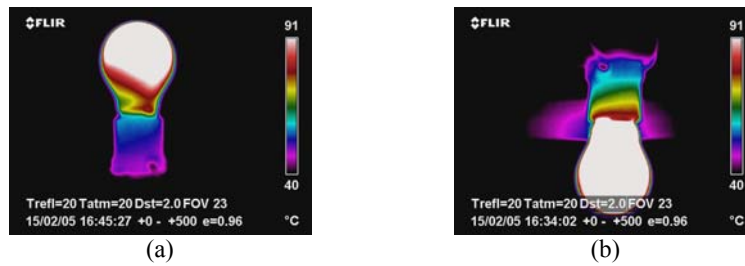 FLIR
91
40
Trefl=20 Tatm=20 Dst=2.0 FOV 23
15/02/05 16:45:27 +0 - +500 e=0.96 °C
(a)
FLIR
91
40
Trefl=20 Tatm=20 Dst=2.0 FOV 23
15/02/05 16:34:02 +0 - +500 e=0.96 °C
(b)